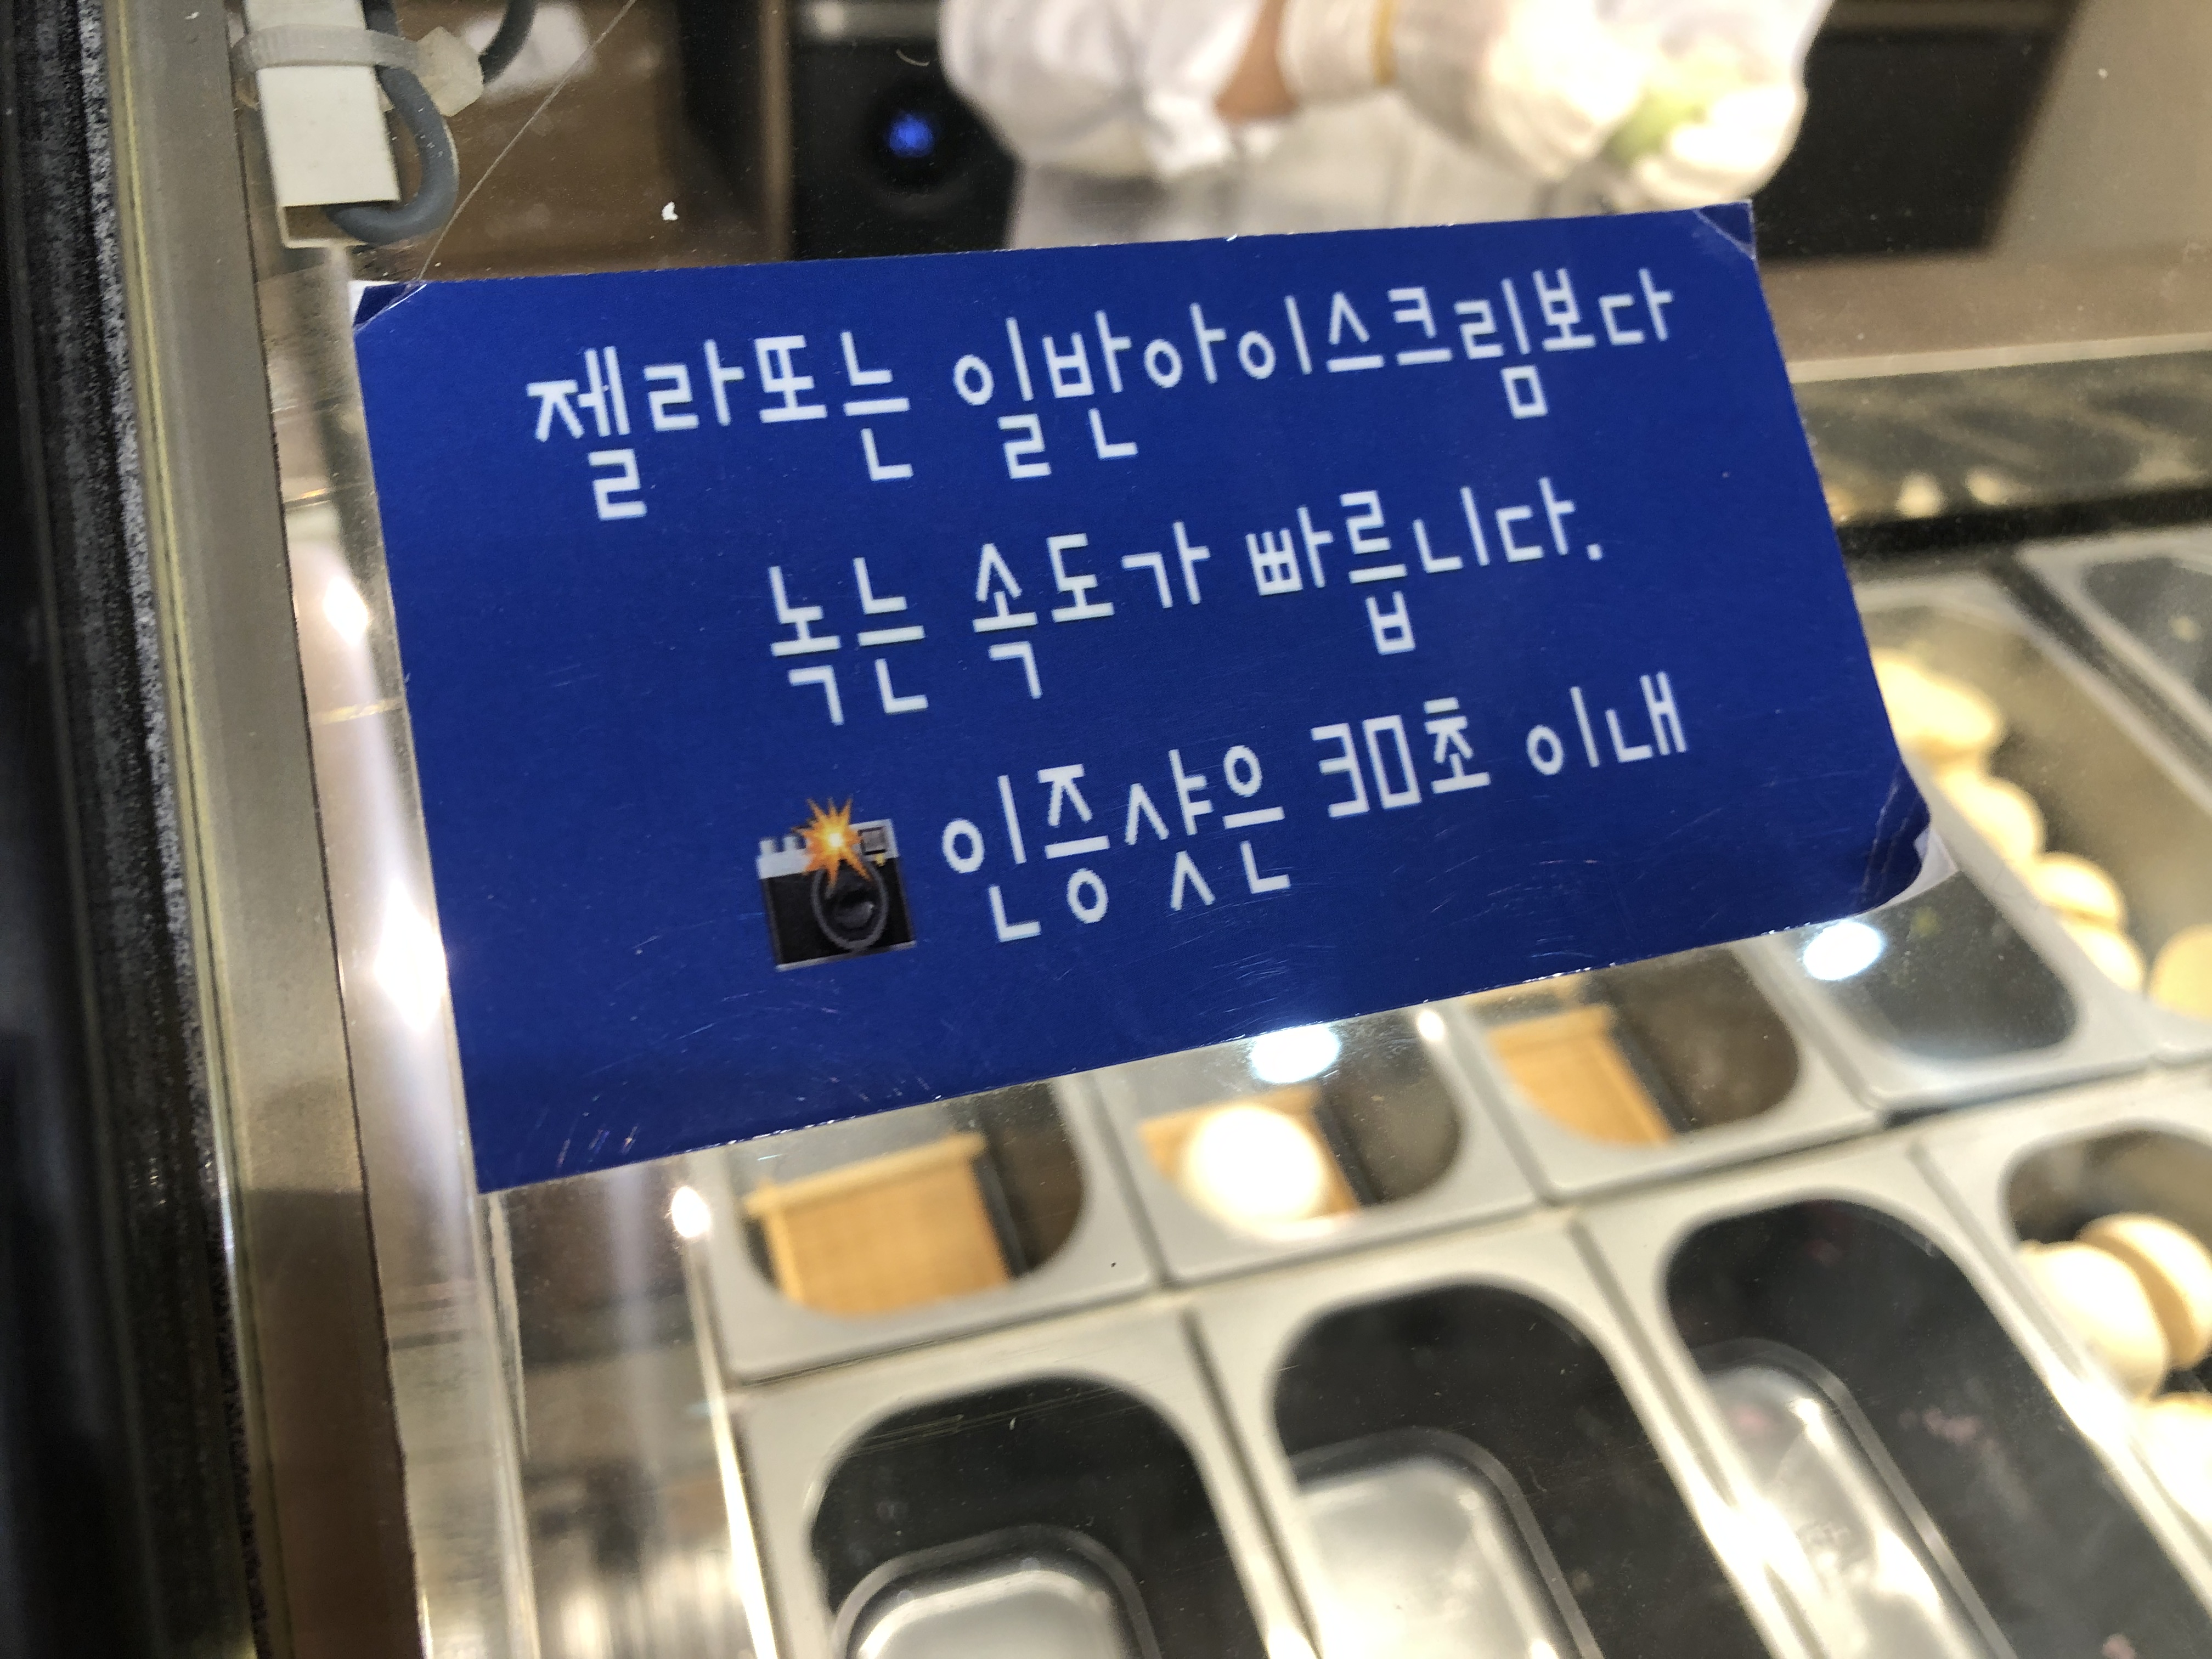 젤라또는 일반아이스크림보다
녹는 속도가 빠릅니다.
인증샷은 30초 이내